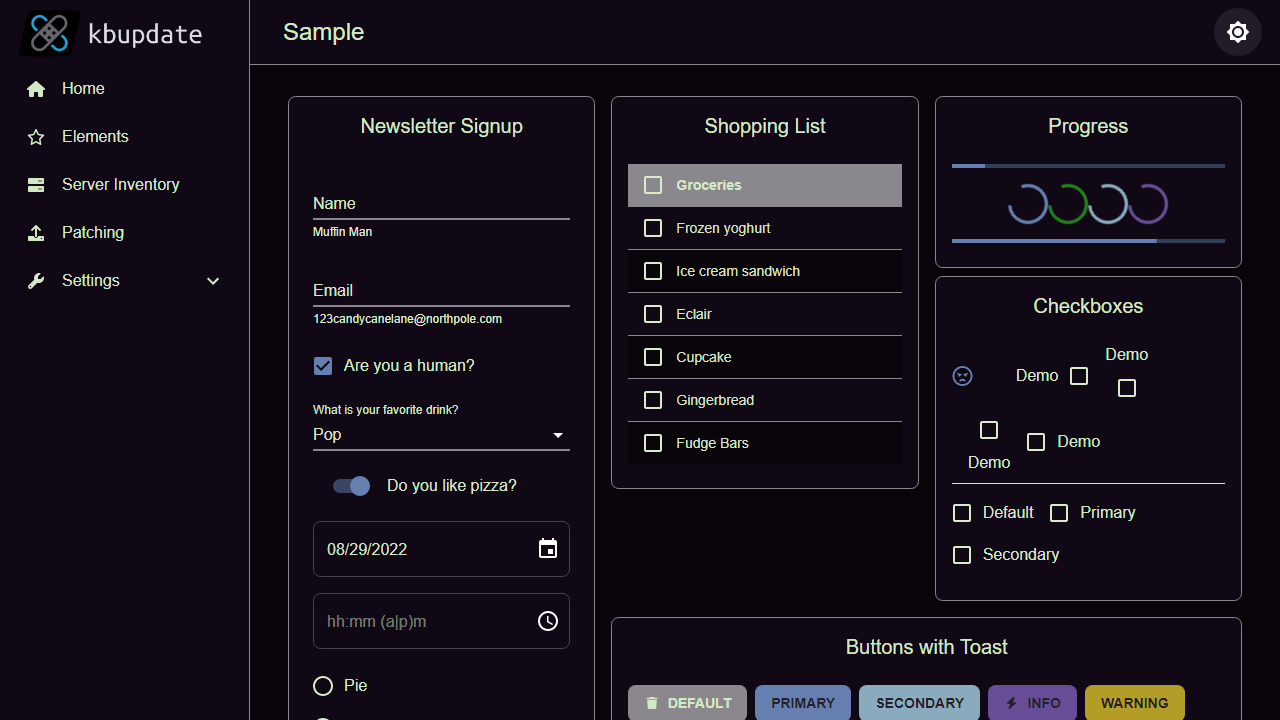 kbupdate
Home
Elements
Server Inventory
Patching
Settings
Sample
Newsletter Signup
Name
Muffin Man
Email
123candycanelane@northpole.com
Are you a human?
What is your favorite drink?
Pop
Do you like pizza?
08/29/2022
hh:mm (a|p)m
Pie
Shopping List
Groceries
Frozen yoghurt
Ice cream sandwich
Eclair
Cupcake
Gingerbread
Fudge Bars
Progress
Checkboxes
Demo
Demo
Demo
Demo
Default
Primary
Secondary
Buttons with Toast
DEFAULT
PRIMARY
SECONDARY
INFO
WARNING